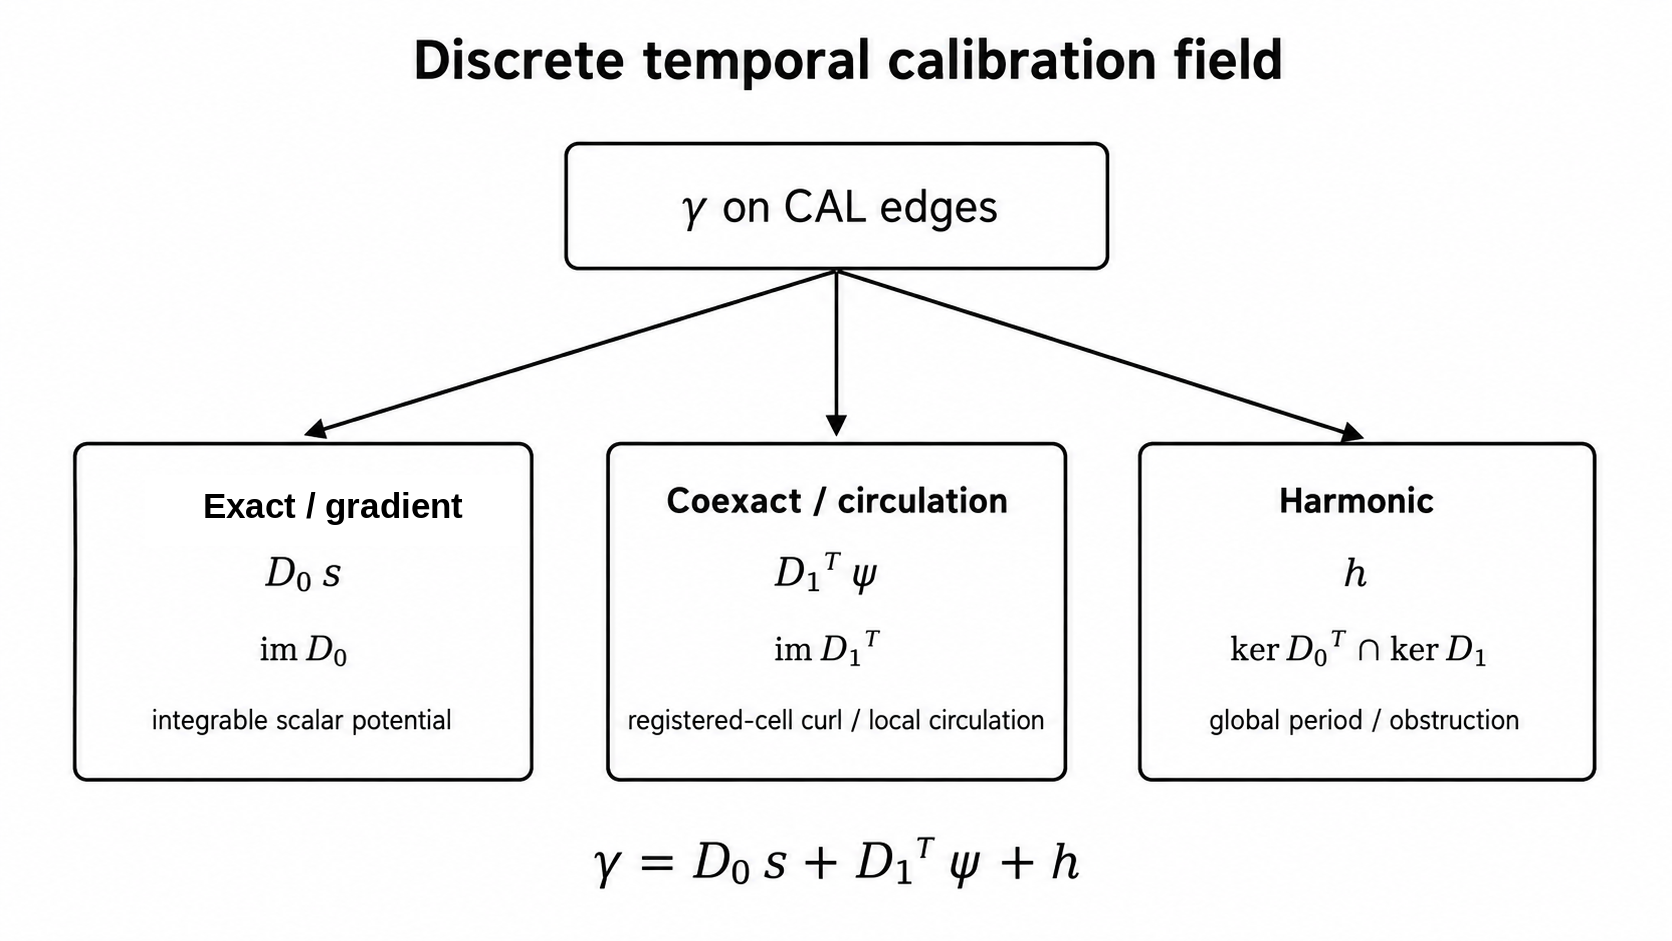 Discrete temporal calibration field
γ on CAL edges
Exact / gradient
D₀ s
im D₀
integrable scalar potential
Coexact / circulation
D₁ᵀ ψ
im D₁ᵀ
registered-cell curl / local circulation
Harmonic
h
ker D₀ᵀ ∩ ker D₁
global period / obstruction
γ = D₀ s + D₁ᵀ ψ + h